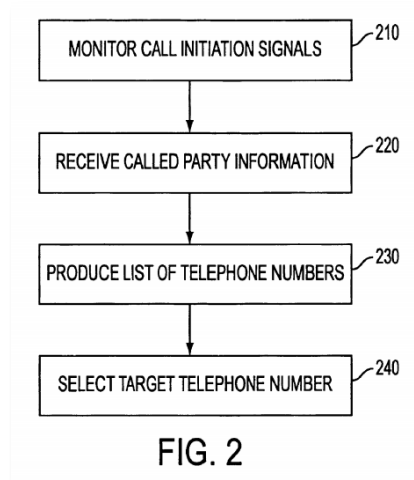 MONITOR CALL INITIATION SIGNALS
210
RECEIVE CALLED PARTY INFORMATION
220
PRODUCE LIST OF TELEPHONE NUMBERS
230
SELECT TARGET TELEPHONE NUMBER
240
FIG. 2